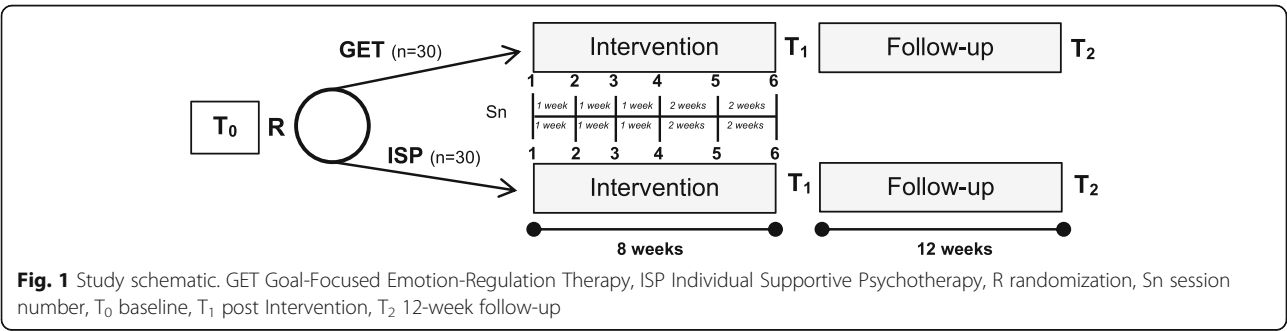 GET (n=30)
Intervention
T1
Follow-up
T2
1 2 3 4 5 6
T0
R
Sn
1 week 1 week 1 week 2 weeks 2 weeks
1 week 1 week 1 week 2 weeks 2 weeks
ISP (n=30)
1 2 3 4 5 6
Intervention
T1
Follow-up
T2
8 weeks
12 weeks
Fig. 1 Study schematic. GET Goal-Focused Emotion-Regulation Therapy, ISP Individual Supportive Psychotherapy, R randomization, Sn session
number, T0 baseline, T1 post Intervention, T2 12-week follow-up